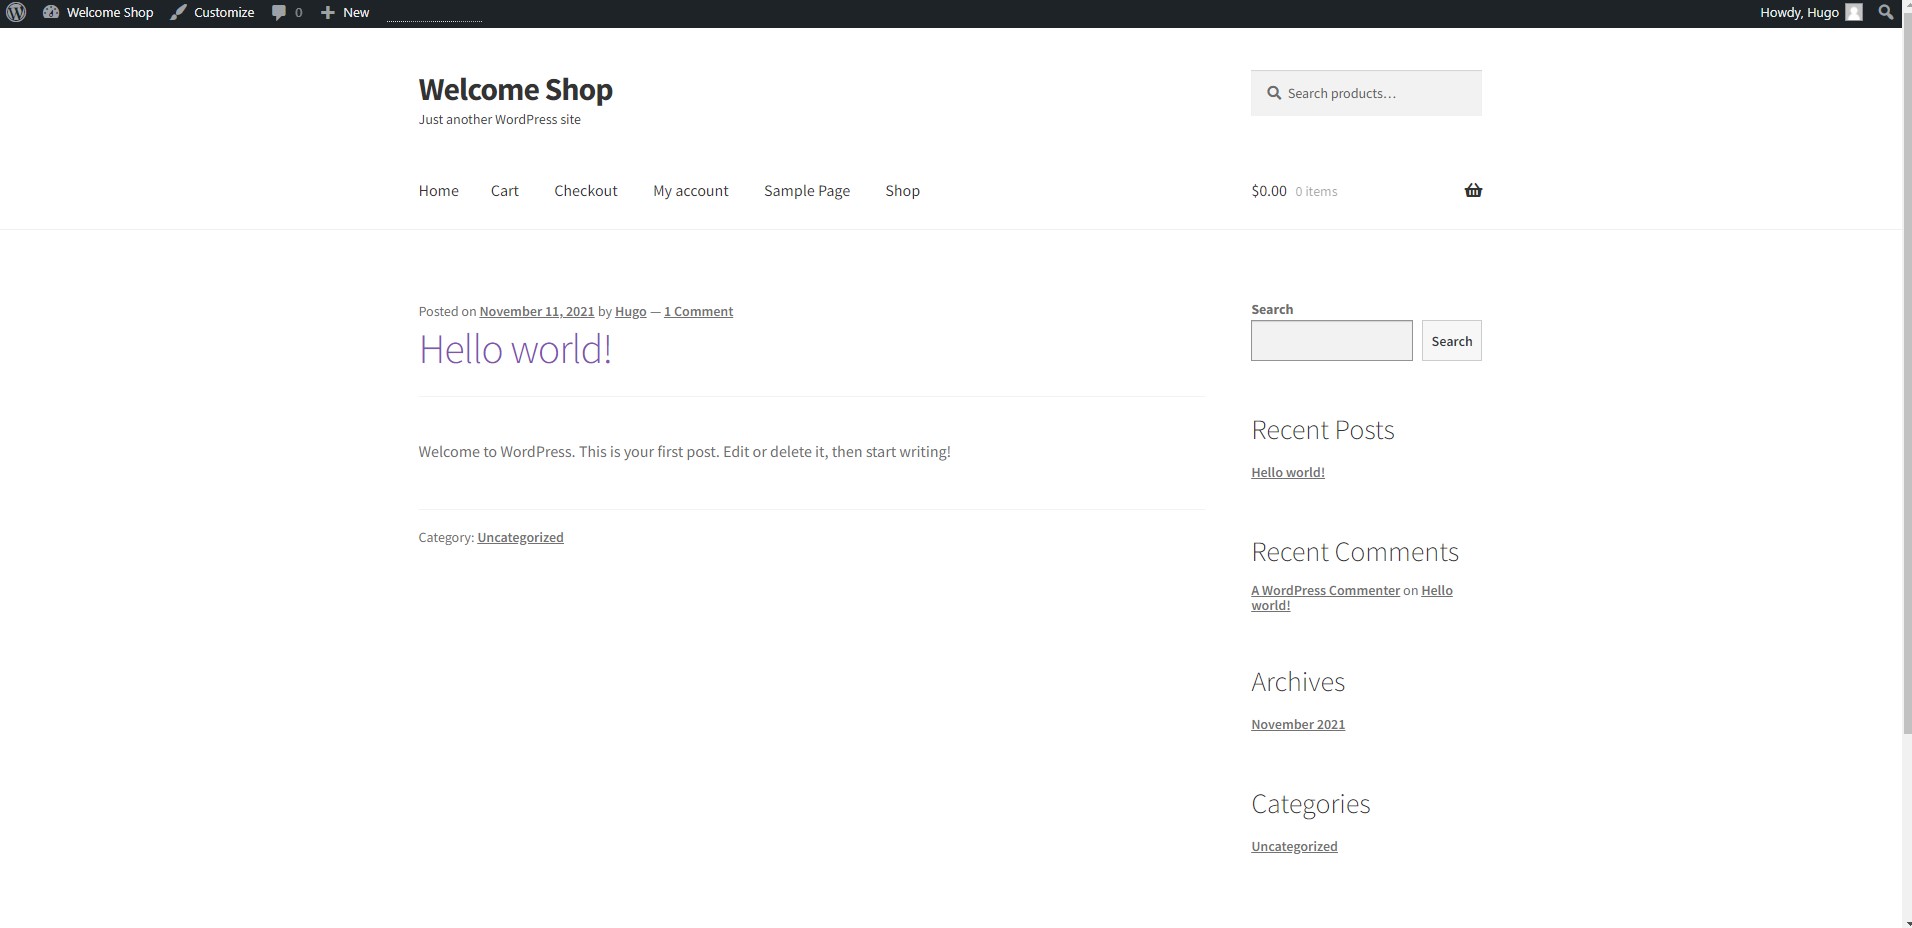 Welcome Shop Customize 0 New Howdy, Hugo
Welcome Shop
Just another WordPress site
Search products…
Home Cart Checkout My account Sample Page Shop
$0.00 0 items
Posted on November 11, 2021 by Hugo — 1 Comment
Hello world!
Welcome to WordPress. This is your first post. Edit or delete it, then start writing!
Category: Uncategorized
Search
Search
Recent Posts
Hello world!
Recent Comments
A WordPress Commenter on Hello
world!
Archives
November 2021
Categories
Uncategorized